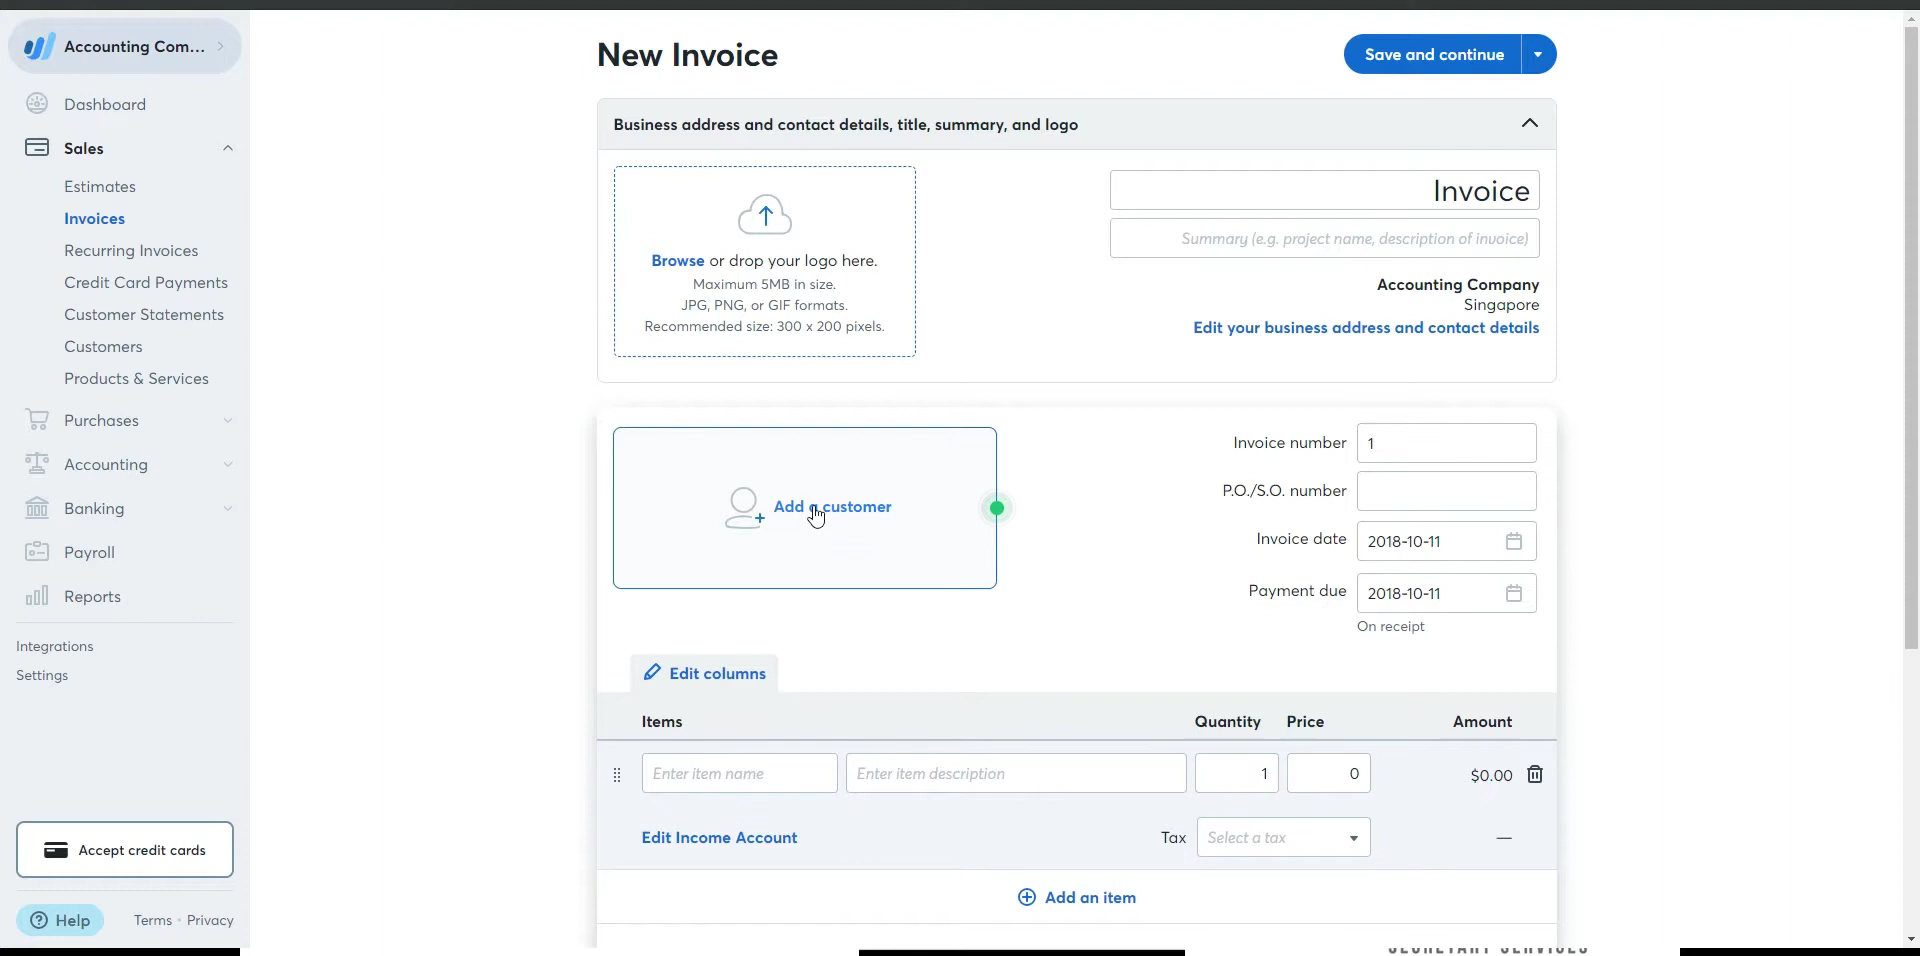 Accounting Com...
Dashboard
Sales
Estimates
Invoices
Recurring Invoices
Credit Card Payments
Customer Statements
Customers
Products & Services
Purchases
Accounting
Banking
Payroll
Reports
Integrations
Settings
Accept credit cards
Help
Terms · Privacy
New Invoice
Save and continue
Business address and contact details, title, summary, and logo
Browse or drop your logo here.
Maximum 5MB in size.
JPG, PNG, or GIF formats.
Recommended size: 300 x 200 pixels.
Invoice
Summary (e.g. project name, description of invoice)
Accounting Company
Singapore
Edit your business address and contact details
Add a customer
Invoice number 1
P.O./S.O. number
Invoice date 2018-10-11
Payment due 2018-10-11
On receipt
Edit columns
Items Quantity Price Amount
Enter item name Enter item description 1 0 $0.00
Edit Income Account Tax Select a tax —
Add an item
SECRETARY SERVICES